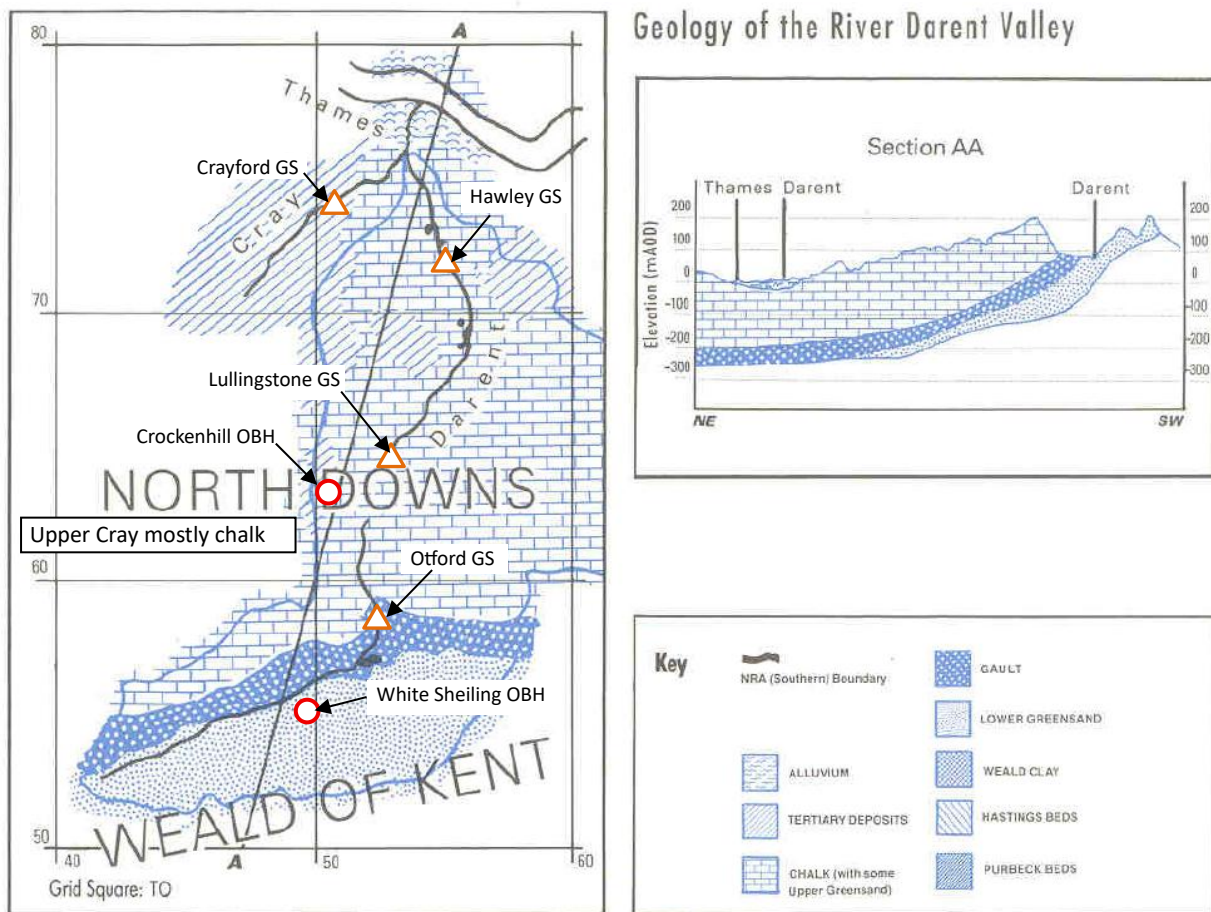 Geology of the River Darent Valley
80
A
Thames
Crayford GS
Hawley GS
Cray
70
Darent
Lullingstone GS
Crockenhill OBH
NORTH DOWNS
Upper Cray mostly chalk
Otford GS
60
White Sheiling OBH
WEALD OF KENT
50
40
A
50
60
Grid Square: TO
Section AA
Thames
Darent
Darent
Elevation (mAOD)
200
100
0
-100
-200
-300
200
100
0
-100
-200
-300
NE
SW
Key
NRA (Southern) Boundary
ALLUVIUM
TERTIARY DEPOSITS
CHALK (with some
Upper Greensand)
GAULT
LOWER GREENSAND
WEALD CLAY
HASTINGS BEDS
PURBECK BEDS